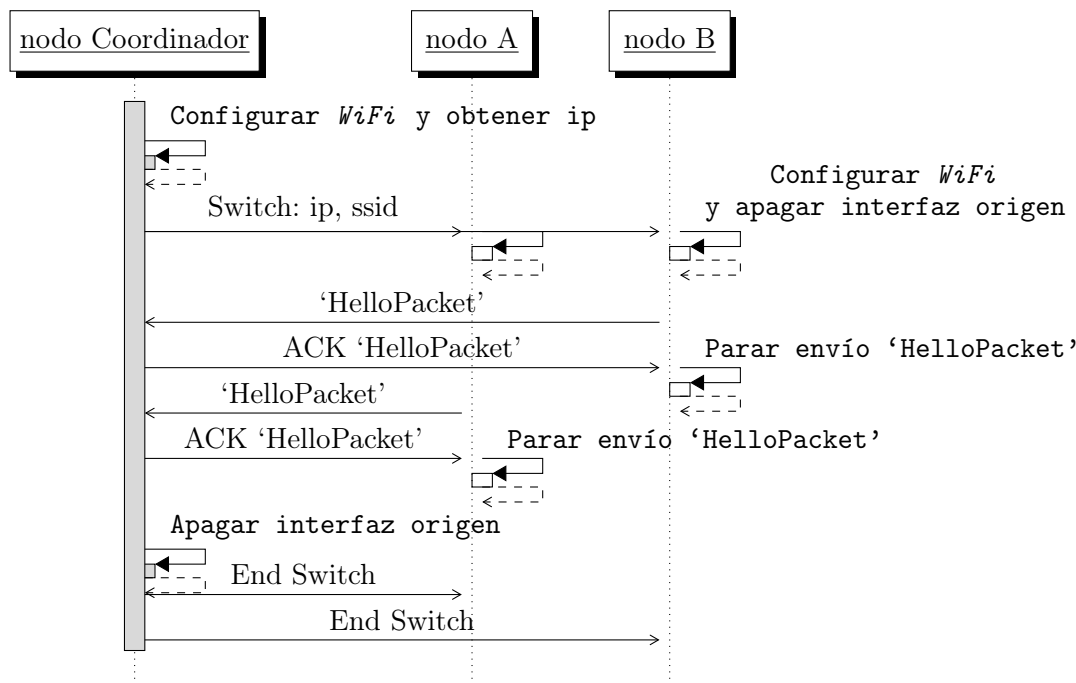 nodo Coordinador
nodo A
nodo B
Configurar WiFi y obtener ip
Configurar WiFi
y apagar interfaz origen
Switch: ip, ssid
‘HelloPacket’
ACK ‘HelloPacket’
Parar envío ‘HelloPacket’
‘HelloPacket’
ACK ‘HelloPacket’
Parar envío ‘HelloPacket’
Apagar interfaz origen
End Switch
End Switch